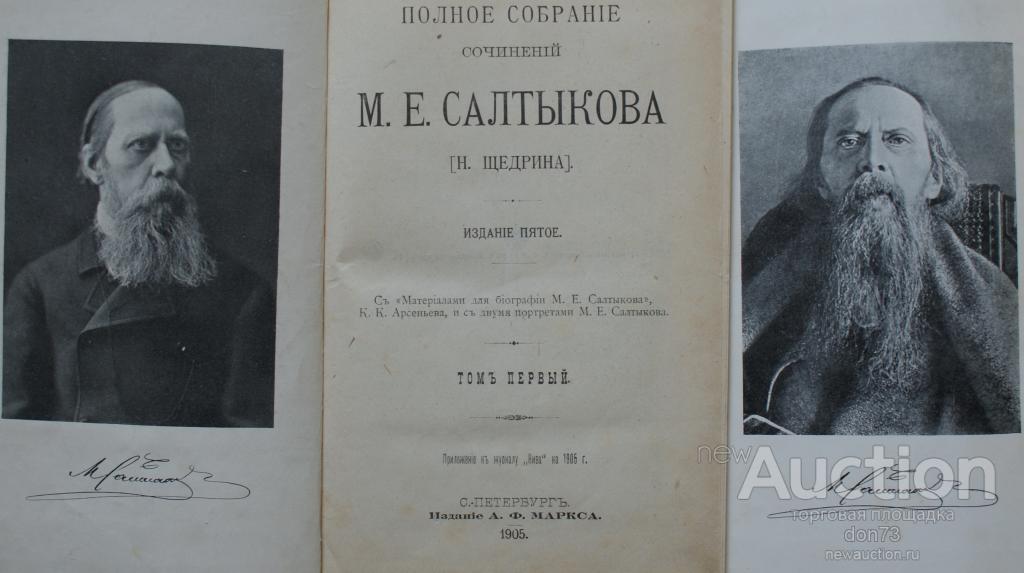 ПОЛНОЕ СОБРАНІЕ
СОЧИНЕНІЙ
М. Е. САЛТЫКОВА
[Н. ЩЕДРИНА].
ИЗДАНІЕ ПЯТОЕ.
Съ «Матеріалами для біографіи М. Е. Салтыкова»,
К. К. Арсеньева, и съ двумя портретами М. Е. Салтыкова.
ТОМЪ ПЕРВЫЙ.
Приложеніе къ журналу „Нива“ на 1905 г.
С.-ПЕТЕРБУРГЪ.
Изданіе А. Ф. МАРКСА.
1905.
newAuction
торговая площадка
don73
newauction.ru